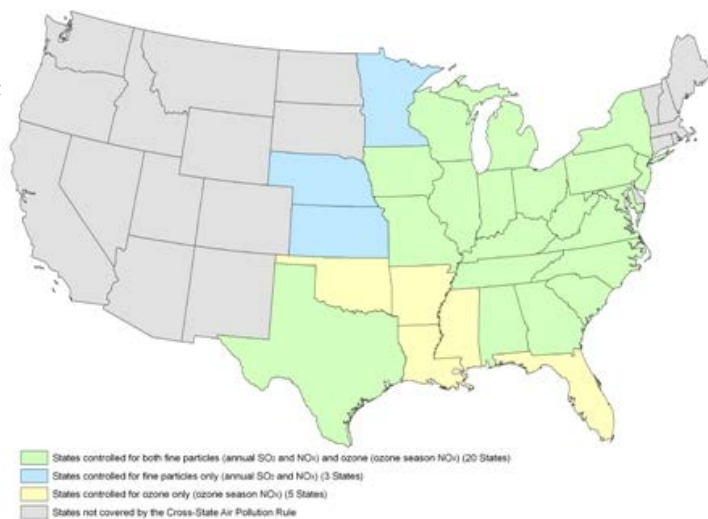 States controlled for both fine particles (annual SO₂ and NOₓ) and ozone (ozone season NOₓ) (20 States)
States controlled for fine particles only (annual SO₂ and NOₓ) (3 States)
States controlled for ozone only (ozone season NOₓ) (5 States)
States not covered by the Cross-State Air Pollution Rule